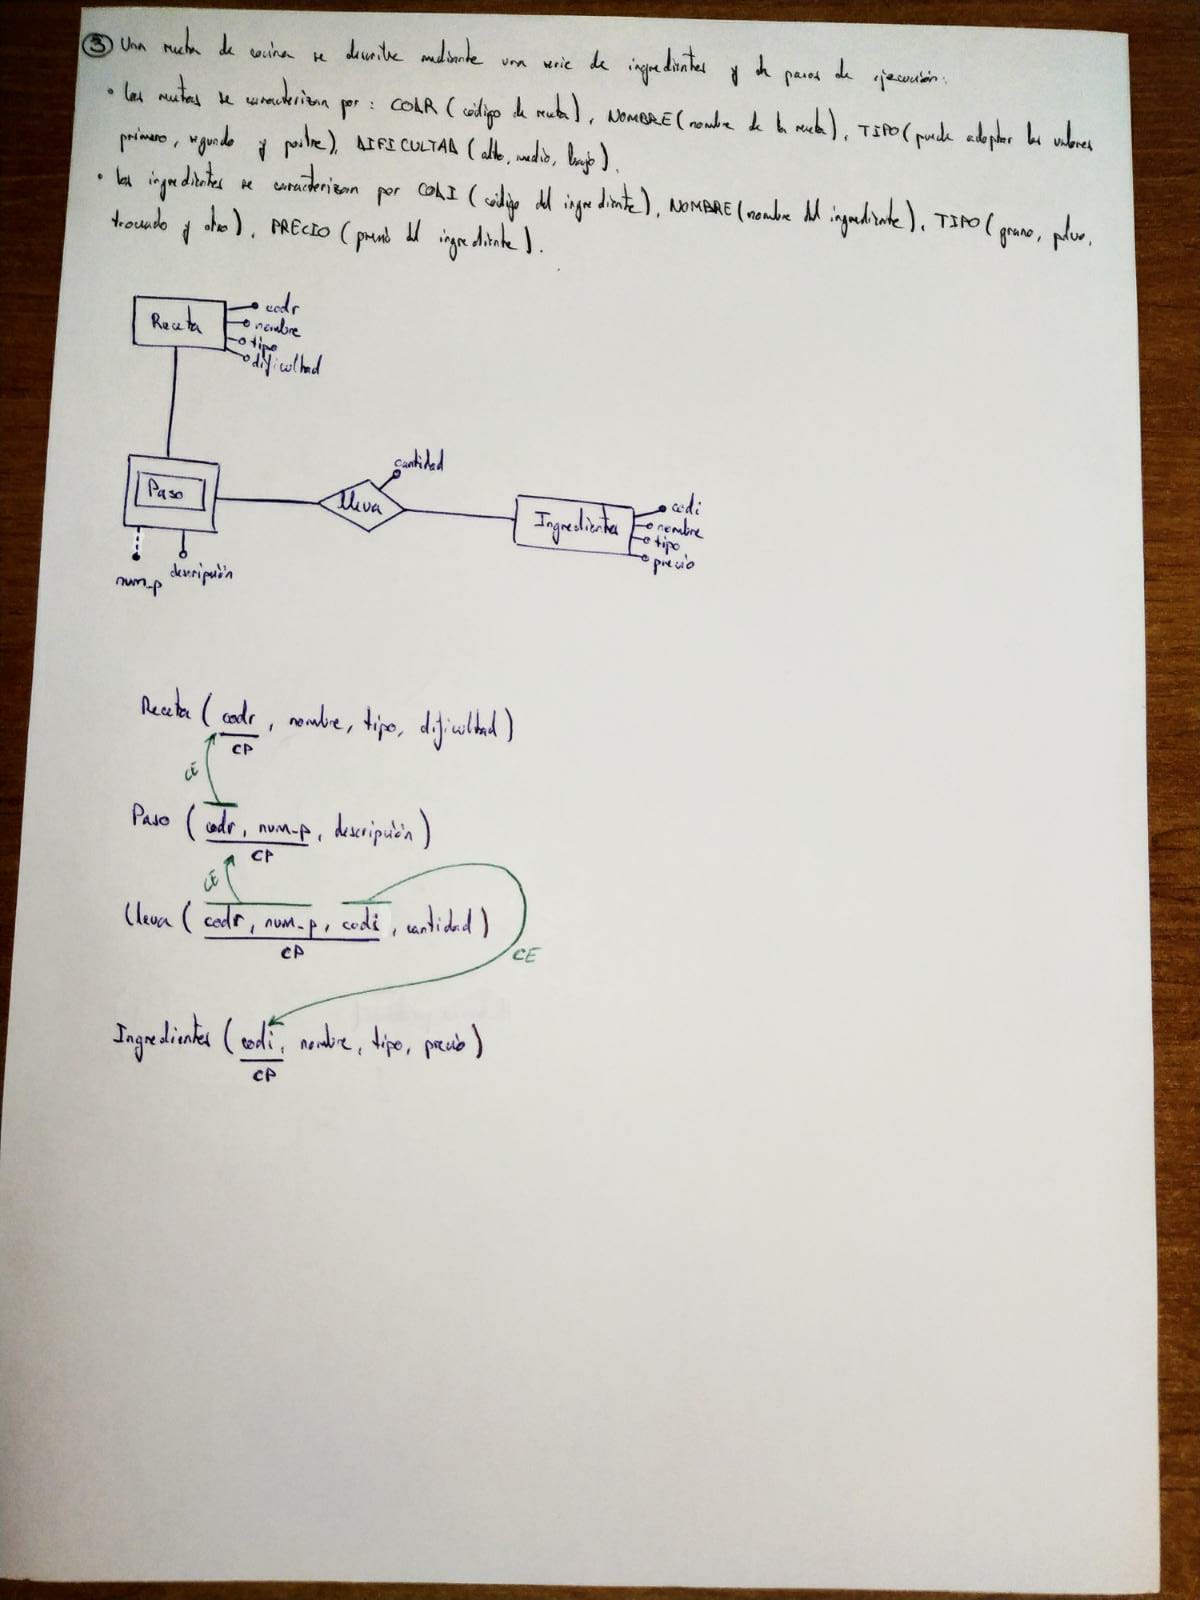 ③ Una receta de cocina se describe mediante una serie de ingredientes y de pasos de ejecución:
• Las recetas se caracterizan por: CODR (código de receta), NOMBRE (nombre de la receta), TIPO (puede adoptar los valores
primero, segundo y postre), DIFICULTAD (alto, medio, bajo).
• Los ingredientes se caracterizan por CODI (código del ingrediente), NOMBRE (nombre del ingrediente), TIPO (grano, polvo,
troceado y otro), PRECIO (precio del ingrediente).
Receta
codr
nombre
tipo
dificultad
Paso
num_p
descripción
lleva
cantidad
Ingredientes
codi
nombre
tipo
precio
Receta (codr, nombre, tipo, dificultad)
CP
CE
Paso (codr, num_p, descripción)
CP
CE
Lleva (codr, num_p, codi, cantidad)
CP
CE
Ingredientes (codi, nombre, tipo, precio)
CP